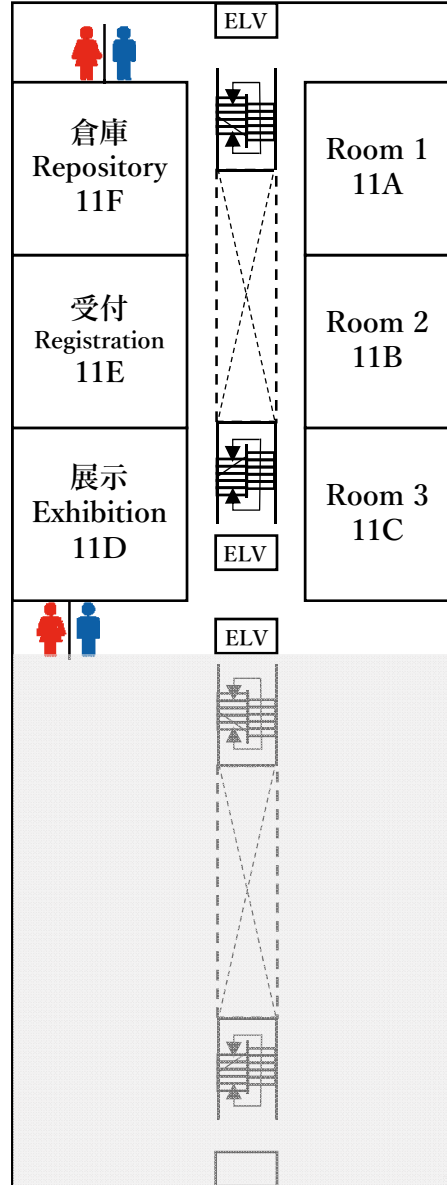 ELV
倉庫
Repository
11F
Room 1
11A
受付
Registration
11E
Room 2
11B
展示
Exhibition
11D
Room 3
11C
ELV
ELV